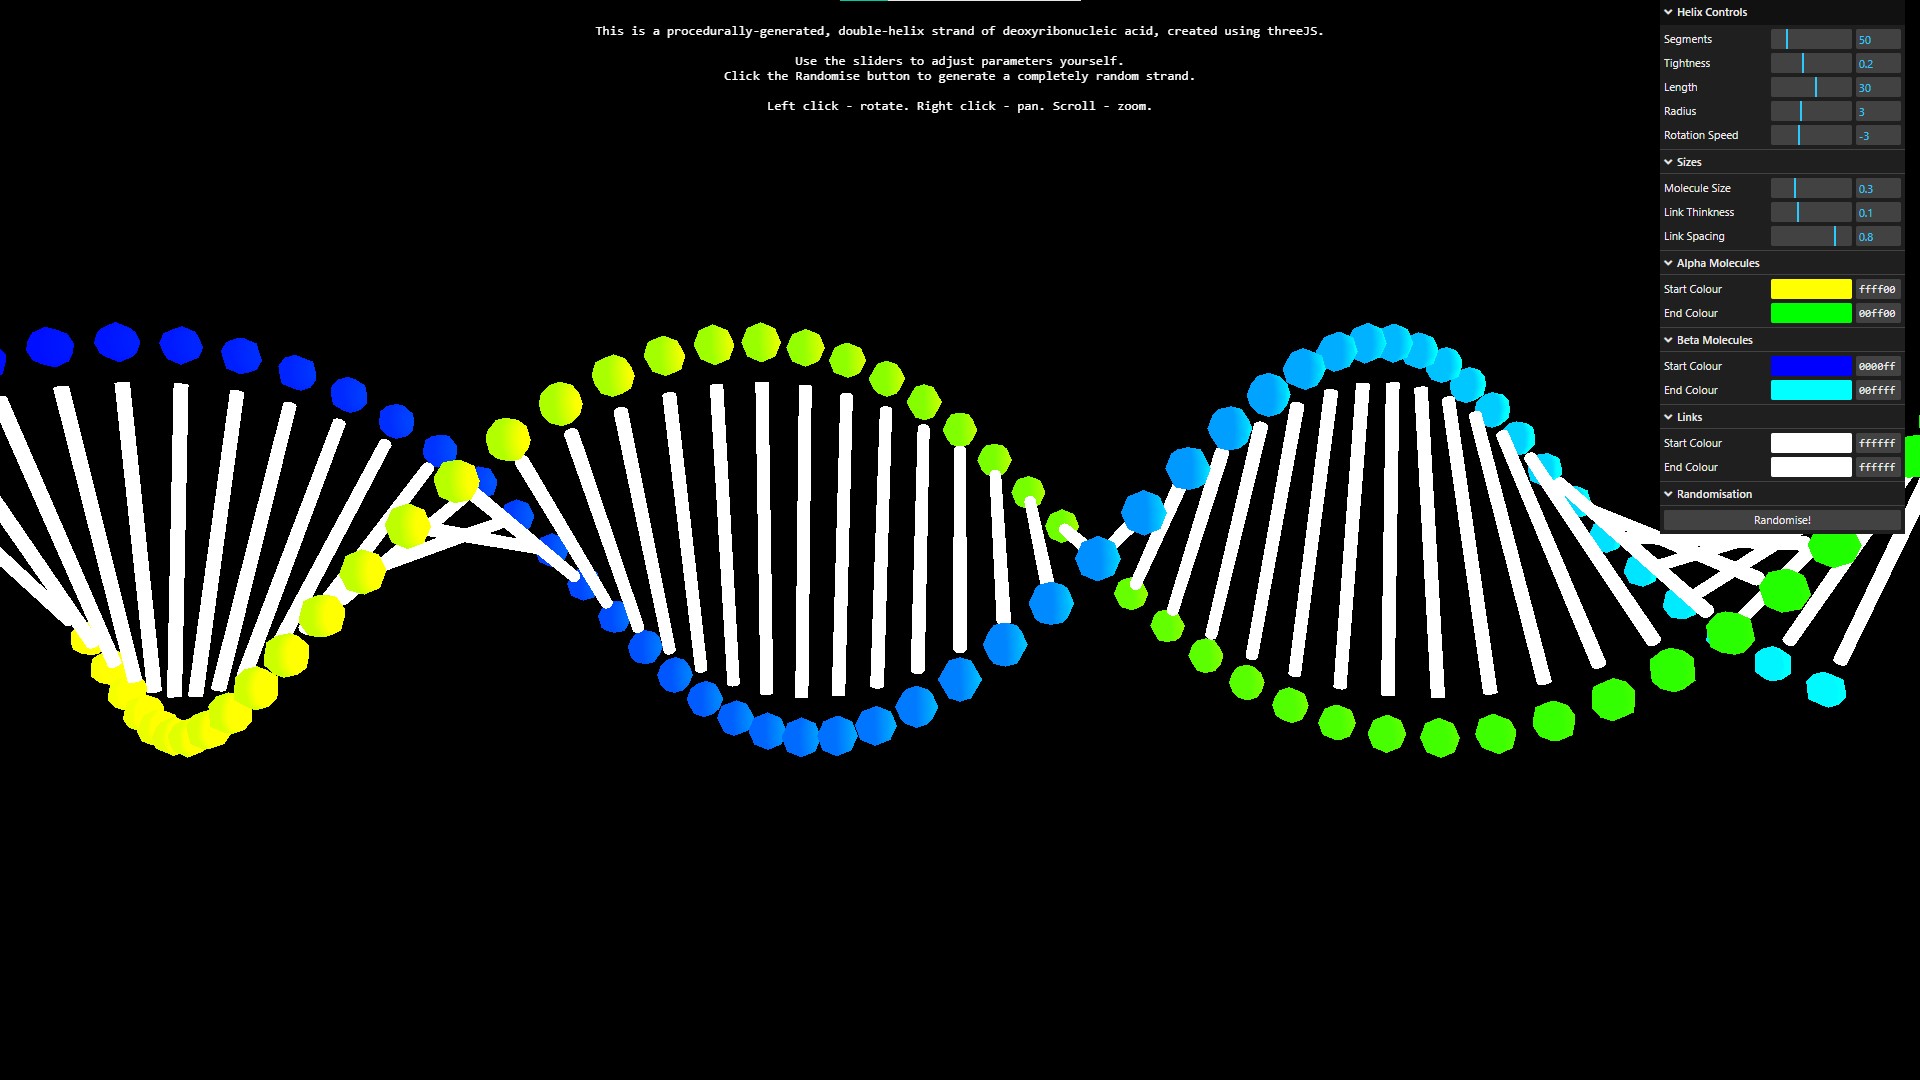 This is a procedurally-generated, double-helix strand of deoxyribonucleic acid, created using threeJS.
Use the sliders to adjust parameters yourself.
Click the Randomise button to generate a completely random strand.
Left click - rotate. Right click - pan. Scroll - zoom.
Helix Controls
Segments 50
Tightness 0.2
Length 30
Radius 3
Rotation Speed -3
Sizes
Molecule Size 0.3
Link Thinkness 0.1
Link Spacing 0.8
Alpha Molecules
Start Colour ffff00
End Colour 00ff00
Beta Molecules
Start Colour 0000ff
End Colour 00ffff
Links
Start Colour ffffff
End Colour ffffff
Randomisation
Randomise!